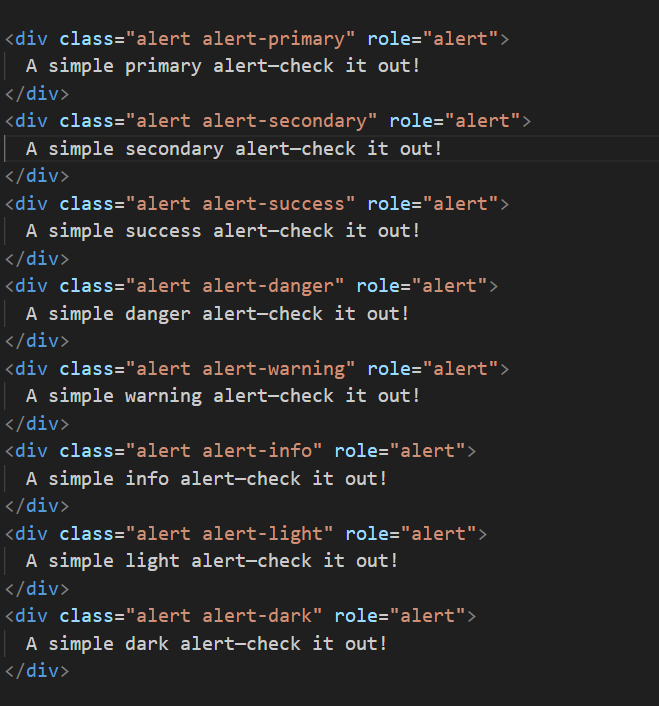 <div class="alert alert-primary" role="alert">
  A simple primary alert—check it out!
</div>
<div class="alert alert-secondary" role="alert">
  A simple secondary alert—check it out!
</div>
<div class="alert alert-success" role="alert">
  A simple success alert—check it out!
</div>
<div class="alert alert-danger" role="alert">
  A simple danger alert—check it out!
</div>
<div class="alert alert-warning" role="alert">
  A simple warning alert—check it out!
</div>
<div class="alert alert-info" role="alert">
  A simple info alert—check it out!
</div>
<div class="alert alert-light" role="alert">
  A simple light alert—check it out!
</div>
<div class="alert alert-dark" role="alert">
  A simple dark alert—check it out!
</div>